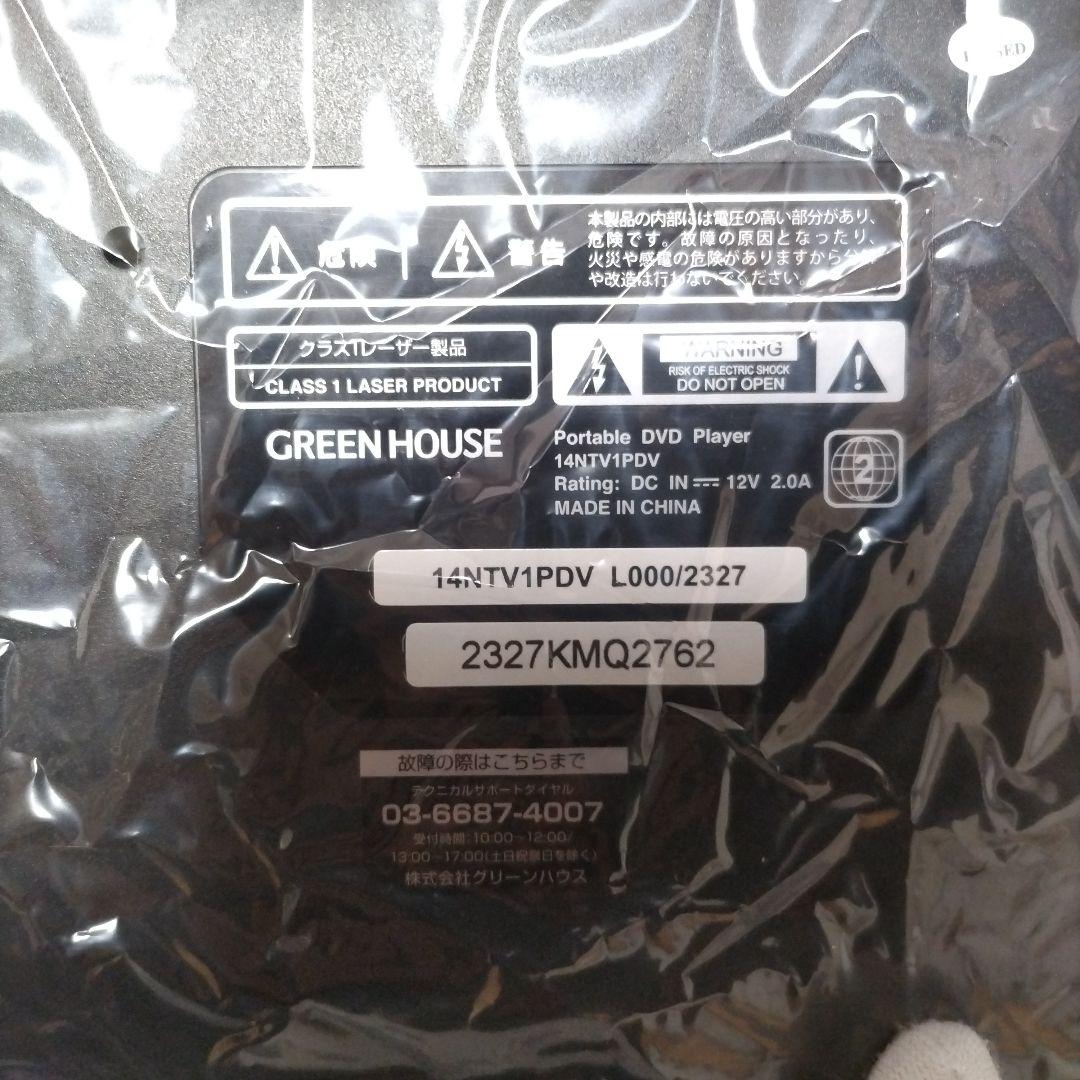 危険
警告
本製品の内部には電圧の高い部分があり、
危険です。故障の原因となったり、
火災や感電の危険がありますから分解
や改造は行わないでください。
クラス1レーザー製品
CLASS 1 LASER PRODUCT
WARNING
RISK OF ELECTRIC SHOCK
DO NOT OPEN
GREEN HOUSE
Portable DVD Player
14NTV1PDV
Rating: DC IN ⎓ 12V 2.0A
MADE IN CHINA
2
14NTV1PDV L000/2327
2327KMQ2762
故障の際はこちらまで
テクニカルサポートダイヤル
03-6687-4007
受付時間:10:00~12:00/
13:00~17:00(土日祝祭日を除く)
株式会社グリーンハウス